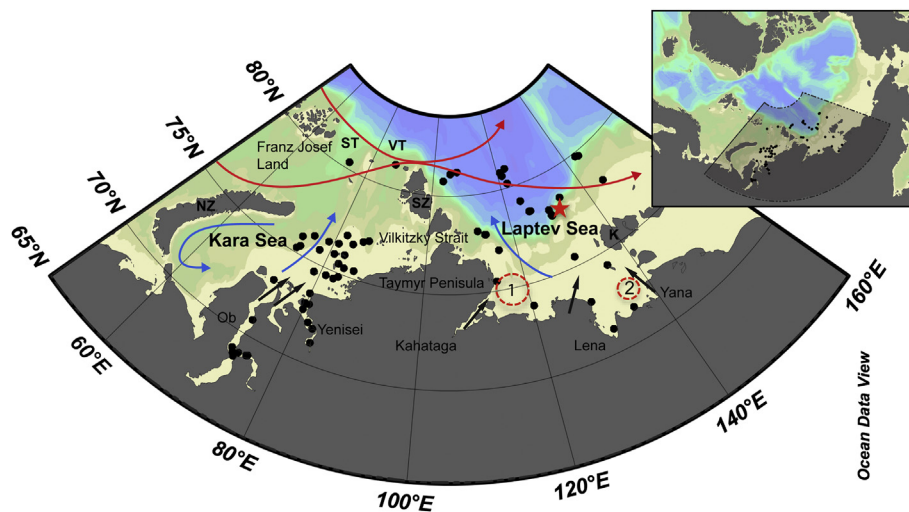 80°N
75°N
70°N
65°N
60°E
80°E
100°E
120°E
140°E
160°E
Franz Josef
Land
ST
VT
NZ
SZ
Kara Sea
Vilkitzky Strait
Laptev Sea
K
Taymyr Penisula
1
2
Yana
Ob
Yenisei
Kahataga
Lena
Ocean Data View